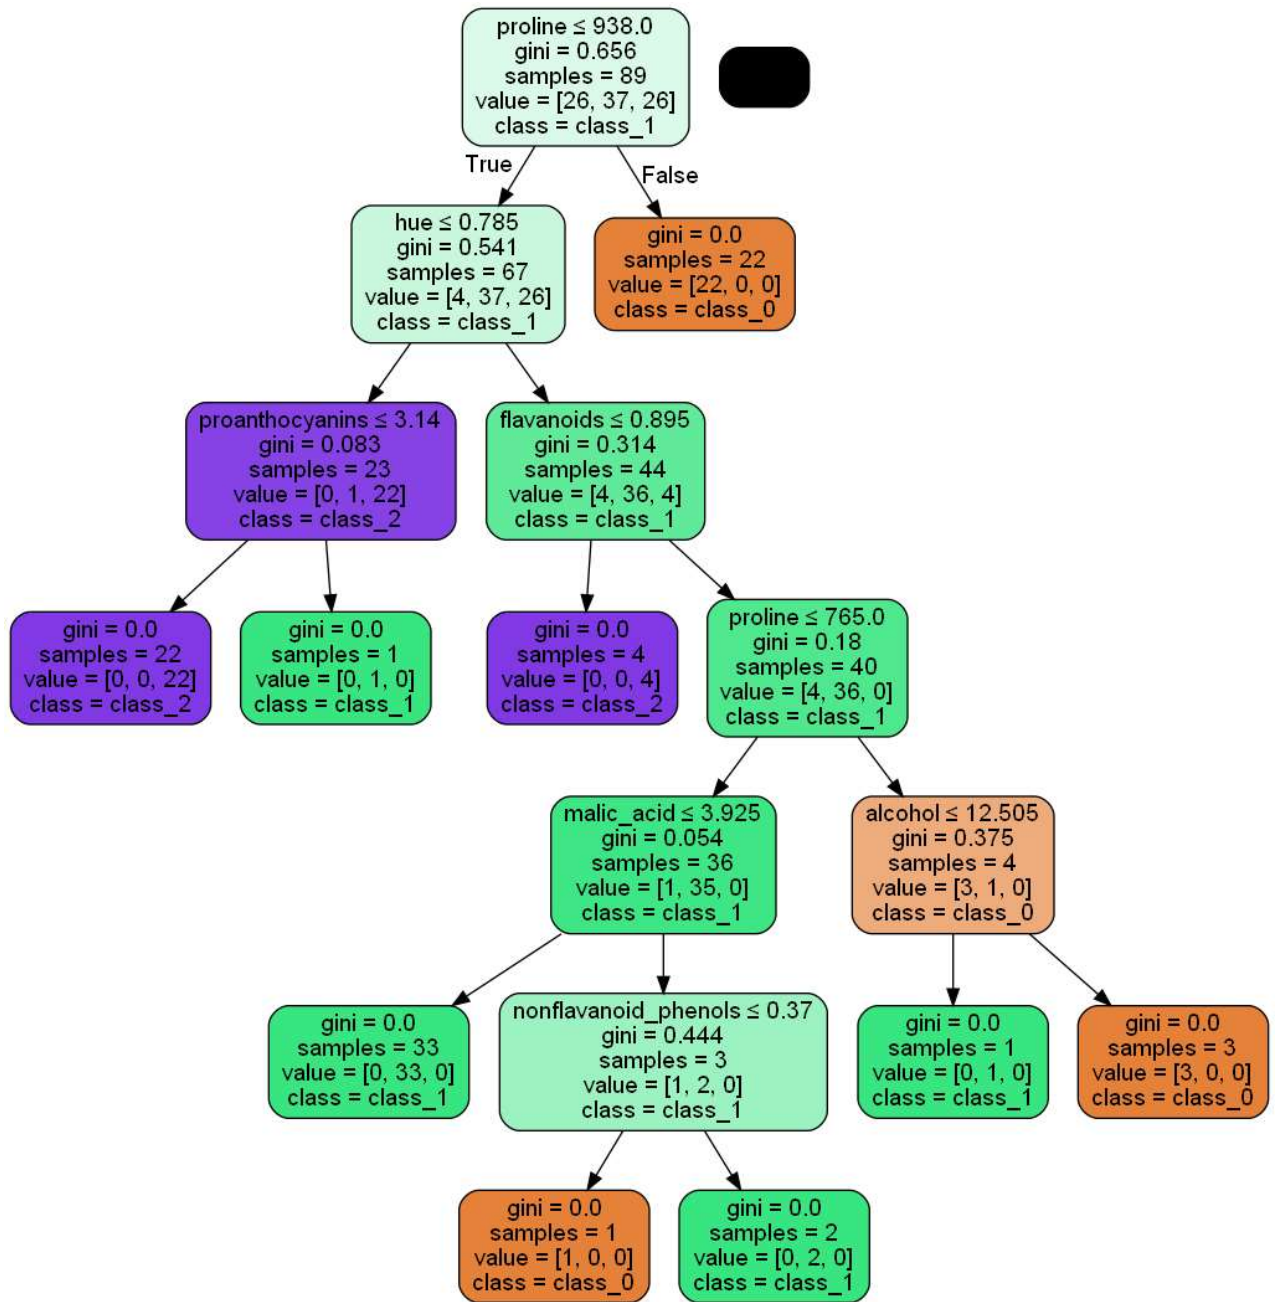 proline ≤ 938.0
gini = 0.656
samples = 89
value = [26, 37, 26]
class = class_1
True
False
hue ≤ 0.785
gini = 0.541
samples = 67
value = [4, 37, 26]
class = class_1
gini = 0.0
samples = 22
value = [22, 0, 0]
class = class_0
proanthocyanins ≤ 3.14
gini = 0.083
samples = 23
value = [0, 1, 22]
class = class_2
flavanoids ≤ 0.895
gini = 0.314
samples = 44
value = [4, 36, 4]
class = class_1
gini = 0.0
samples = 22
value = [0, 0, 22]
class = class_2
gini = 0.0
samples = 1
value = [0, 1, 0]
class = class_1
gini = 0.0
samples = 4
value = [0, 0, 4]
class = class_2
proline ≤ 765.0
gini = 0.18
samples = 40
value = [4, 36, 0]
class = class_1
malic_acid ≤ 3.925
gini = 0.054
samples = 36
value = [1, 35, 0]
class = class_1
alcohol ≤ 12.505
gini = 0.375
samples = 4
value = [3, 1, 0]
class = class_0
gini = 0.0
samples = 33
value = [0, 33, 0]
class = class_1
nonflavanoid_phenols ≤ 0.37
gini = 0.444
samples = 3
value = [1, 2, 0]
class = class_1
gini = 0.0
samples = 1
value = [0, 1, 0]
class = class_1
gini = 0.0
samples = 3
value = [3, 0, 0]
class = class_0
gini = 0.0
samples = 1
value = [1, 0, 0]
class = class_0
gini = 0.0
samples = 2
value = [0, 2, 0]
class = class_1